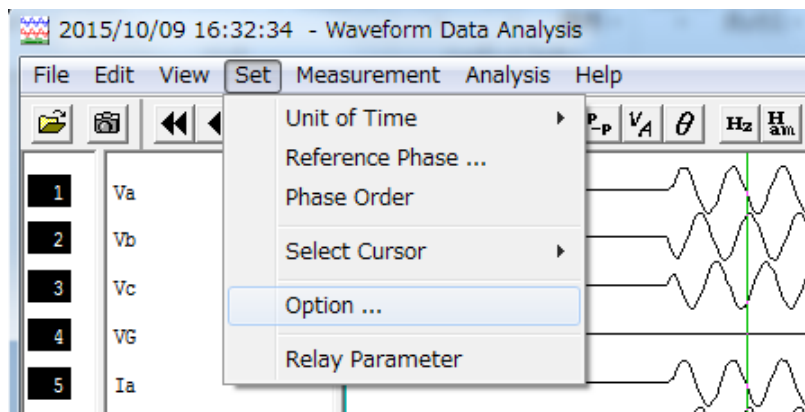 2015/10/09 16:32:34 - Waveform Data Analysis
File Edit View Set Measurement Analysis Help
P-P VA θ Hz Ham
Unit of Time
Reference Phase ...
Phase Order
Select Cursor
Option ...
Relay Parameter
1 Va
2 Vb
3 Vc
4 VG
5 Ia